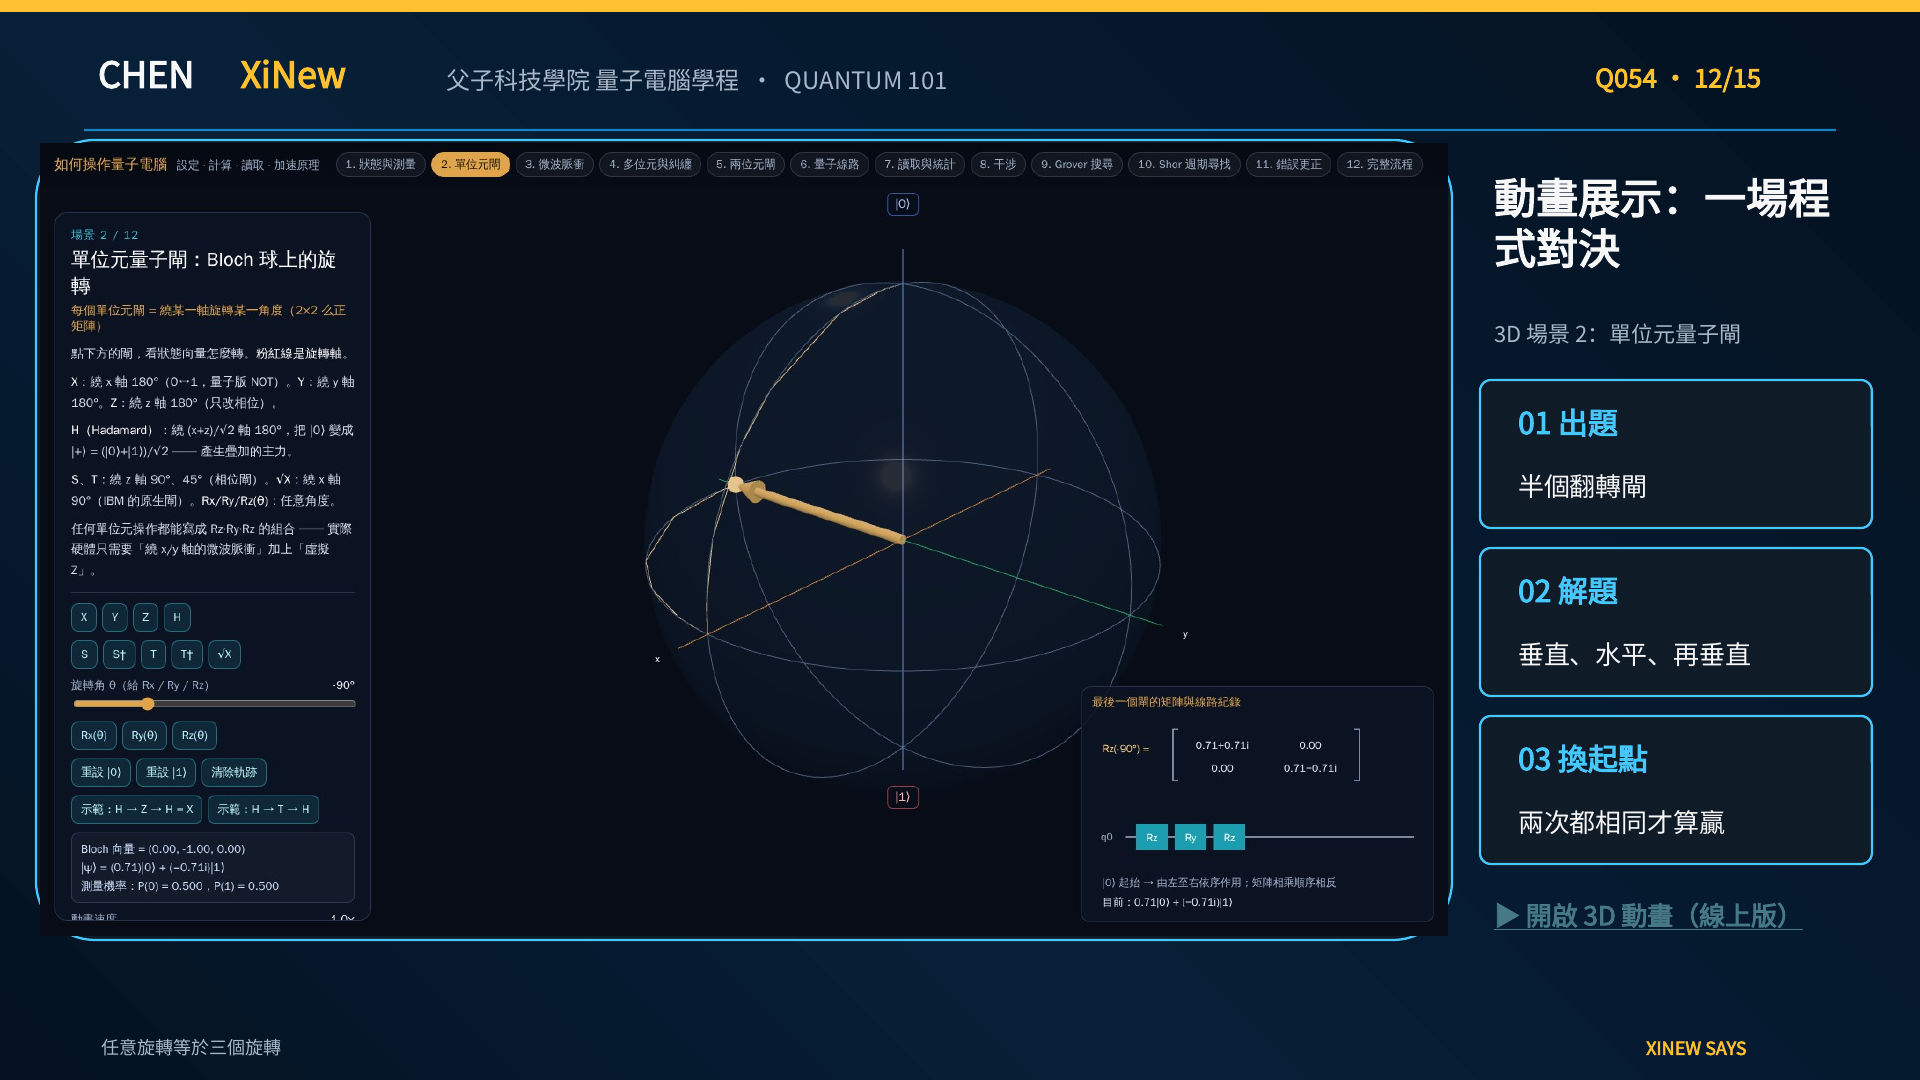 CHEN XiNew 父子科技學院 量子電腦學程 • QUANTUM 101
Q054 • 12/15
如何操作量子電腦 設定·計算·讀取·加速原理
1. 狀態與測量
2. 單位元閘
3. 微波脈衝
4. 多位元與糾纏
5. 兩位元閘
6. 量子線路
7. 讀取與統計
8. 干涉
9. Grover 搜尋
10. Shor 週期尋找
11. 錯誤更正
12. 完整流程
場景 2 / 12
單位元量子閘：Bloch 球上的旋
轉
每個單位元閘 = 繞某一軸旋轉某一角度（2×2 么正
矩陣）
點下方的閘，看狀態向量怎麼轉。粉紅線是旋轉軸。
X：繞 x 軸 180°（0↔1，量子版 NOT）。Y：繞 y 軸
180°。Z：繞 z 軸 180°（只改相位）。
H（Hadamard）：繞 (x+z)/√2 軸 180°，把 |0⟩ 變成
|+⟩ = (|0⟩+|1⟩)/√2 —— 產生疊加的主力。
S、T：繞 z 軸 90°、45°（相位閘）。√X：繞 x 軸
90°（IBM 的原生閘）。Rx/Ry/Rz(θ)：任意角度。
任何單位元操作都能寫成 Rz·Ry·Rz 的組合 —— 實際
硬體只需要「繞 x/y 軸的微波脈衝」加上「虛擬
Z」。
X Y Z H
S S† T T† √X
旋轉角 θ（給 Rx / Ry / Rz） -90°
Rx(θ) Ry(θ) Rz(θ)
重設 |0⟩ 重設 |1⟩ 清除軌跡
示範：H → Z → H = X 示範：H → T → H
Bloch 向量 = (0.00, -1.00, 0.00)
|ψ⟩ = (0.71)|0⟩ + (−0.71i)|1⟩
測量機率：P(0) = 0.500，P(1) = 0.500
動畫速度 1.0×
|0⟩
x
y
|1⟩
最後一個閘的矩陣與線路紀錄
Rz(-90°) =
0.71+0.71i 0.00
0.00 0.71−0.71i
q0 Rz Ry Rz
|0⟩ 起始 → 由左至右依序作用；矩陣相乘順序相反
目前：0.71|0⟩ + (−0.71i)|1⟩
動畫展示：一場程
式對決
3D 場景 2：單位元量子閘
01 出題
半個翻轉閘
02 解題
垂直、水平、再垂直
03 換起點
兩次都相同才算贏
▶ 開啟 3D 動畫（線上版）
任意旋轉等於三個旋轉
XINEW SAYS